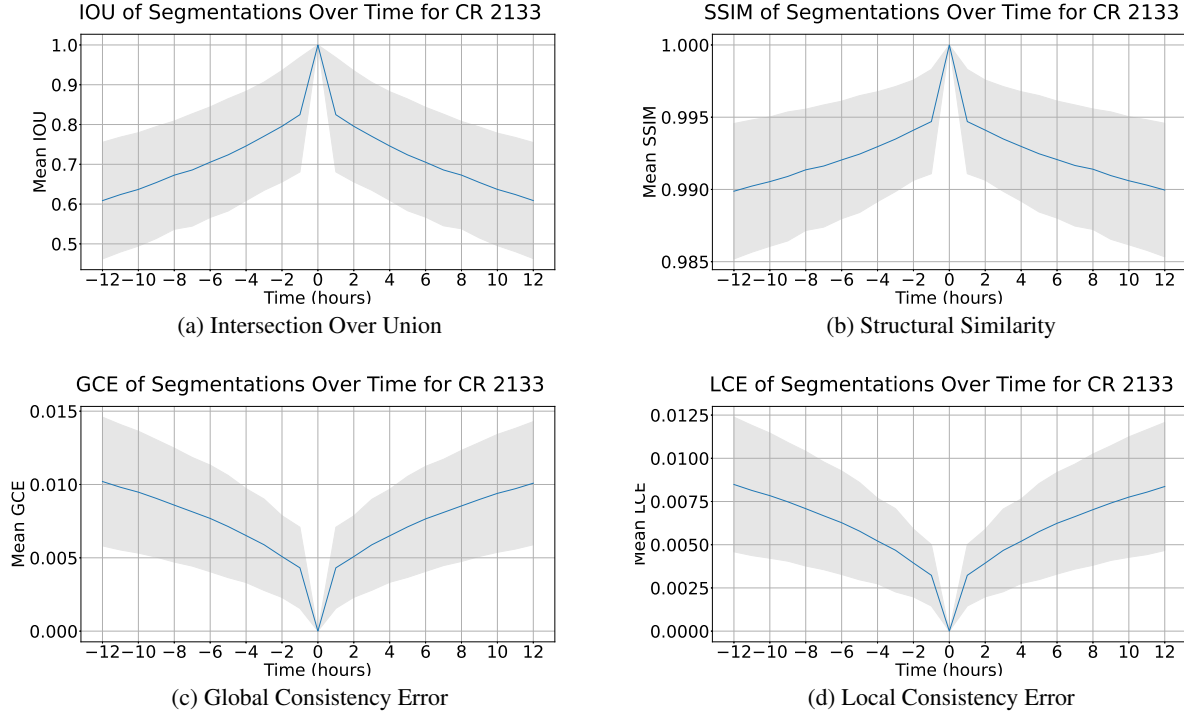 IOU of Segmentations Over Time for CR 2133
1.0
0.9
0.8
0.7
0.6
0.5
Mean IOU
−12 −10 −8 −6 −4 −2 0 2 4 6 8 10 12
Time (hours)
(a) Intersection Over Union
SSIM of Segmentations Over Time for CR 2133
1.000
0.995
0.990
0.985
Mean SSIM
−12 −10 −8 −6 −4 −2 0 2 4 6 8 10 12
Time (hours)
(b) Structural Similarity
GCE of Segmentations Over Time for CR 2133
0.015
0.010
0.005
0.000
Mean GCE
−12 −10 −8 −6 −4 −2 0 2 4 6 8 10 12
Time (hours)
(c) Global Consistency Error
LCE of Segmentations Over Time for CR 2133
0.0125
0.0100
0.0075
0.0050
0.0025
0.0000
Mean LCE
−12 −10 −8 −6 −4 −2 0 2 4 6 8 10 12
Time (hours)
(d) Local Consistency Error